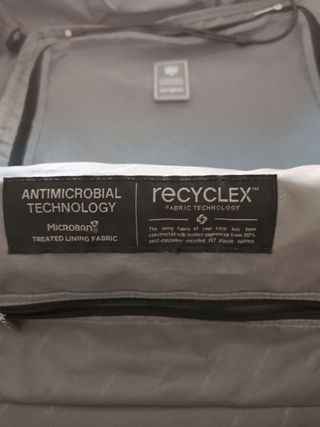 ANTIMICROBIAL
TECHNOLOGY
MICROBAN
TREATED LINING FABRIC
RECYCLEX™
FABRIC TECHNOLOGY
The lining fabric of your case has been
constructed with textiles engineered from 100%
post-consumer recycled PET plastic bottles.